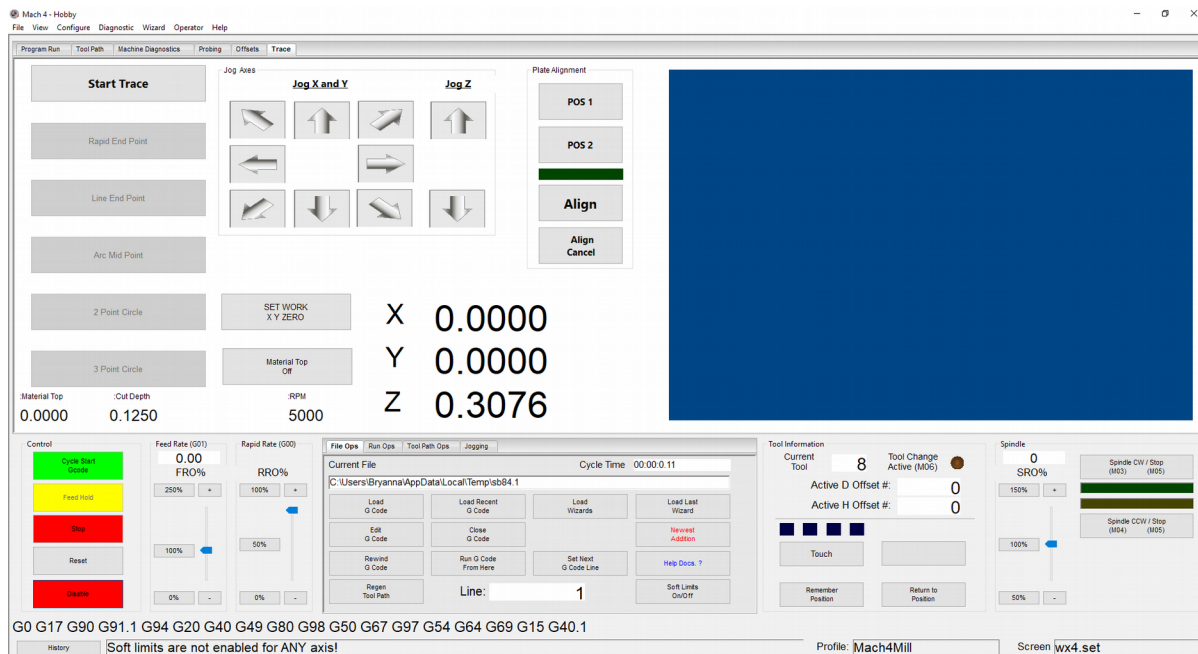 Mach 4 - Hobby
File View Configure Diagnostic Wizard Operator Help
Program Run Tool Path Machine Diagnostics Probing Offsets Trace
Start Trace
Rapid End Point
Line End Point
Arc Mid Point
2 Point Circle
3 Point Circle
:Material Top :Cut Depth :RPM
0.0000 0.1250 5000
Jog Axes
Jog X and Y Jog Z
SET WORK
X Y ZERO
Material Top
Off
X 0.0000
Y 0.0000
Z 0.3076
Plate Alignment
POS 1
POS 2
Align
Align
Cancel
Control
Cycle Start
Gcode
Feed Hold
Stop
Reset
Disable
Feed Rate (G01)
0.00
FRO%
250% +
100%
0% -
Rapid Rate (G00)
RRO%
100% +
50%
0% -
File Ops Run Ops Tool Path Ops Jogging
Current File Cycle Time 00:00:0.11
C:\Users\Bryanna\AppData\Local\Temp\sb84.1
Load
G Code
Load Recent
G Code
Load
Wizards
Load Last
Wizard
Edit
G Code
Close
G Code
Newest
Addition
Rewind
G Code
Run G Code
From Here
Set Next
G Code Line
Help Docs. ?
Regen
Tool Path
Line: 1
Soft Limits
On/Off
Tool Information
Current
Tool
8
Tool Change
Active (M06)
Active D Offset #: 0
Active H Offset #: 0
Touch
Remember
Position
Return to
Position
Spindle
0
SRO%
150% +
100%
50% -
Spindle CW / Stop
(M03) (M05)
Spindle CCW / Stop
(M04) (M05)
G0 G17 G90 G91.1 G94 G20 G40 G49 G80 G98 G50 G67 G97 G54 G64 G69 G15 G40.1
History Soft limits are not enabled for ANY axis! Profile: Mach4Mill Screen wx4.set